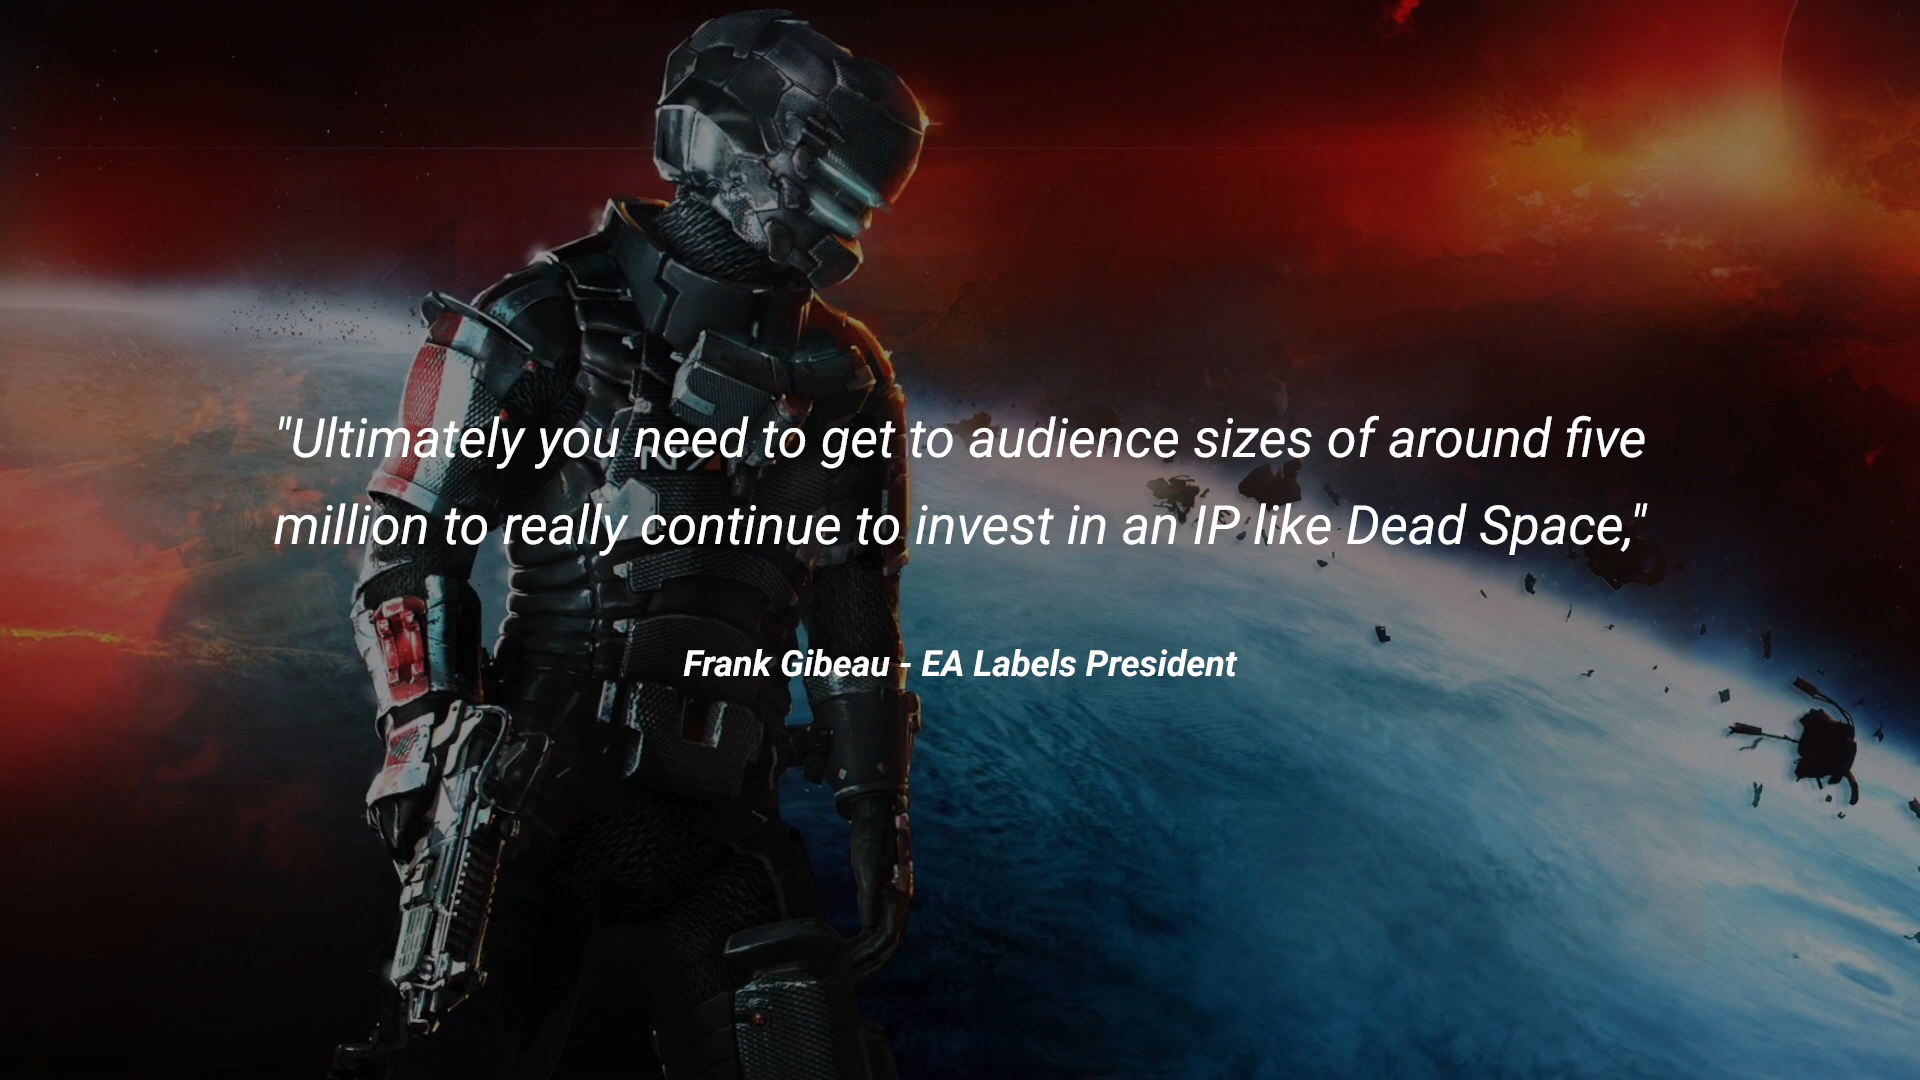 "Ultimately you need to get to audience sizes of around five
N7
million to really continue to invest in an IP like Dead Space,"
Frank Gibeau - EA Labels President